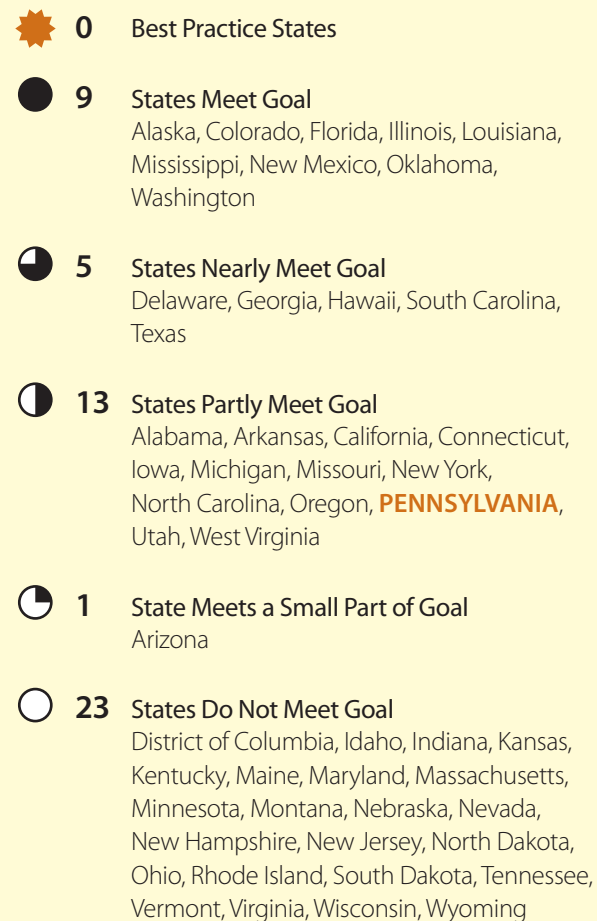 0 Best Practice States
9 States Meet Goal
Alaska, Colorado, Florida, Illinois, Louisiana,
Mississippi, New Mexico, Oklahoma,
Washington
5 States Nearly Meet Goal
Delaware, Georgia, Hawaii, South Carolina,
Texas
13 States Partly Meet Goal
Alabama, Arkansas, California, Connecticut,
Iowa, Michigan, Missouri, New York,
North Carolina, Oregon, PENNSYLVANIA,
Utah, West Virginia
1 State Meets a Small Part of Goal
Arizona
23 States Do Not Meet Goal
District of Columbia, Idaho, Indiana, Kansas,
Kentucky, Maine, Maryland, Massachusetts,
Minnesota, Montana, Nebraska, Nevada,
New Hampshire, New Jersey, North Dakota,
Ohio, Rhode Island, South Dakota, Tennessee,
Vermont, Virginia, Wisconsin, Wyoming